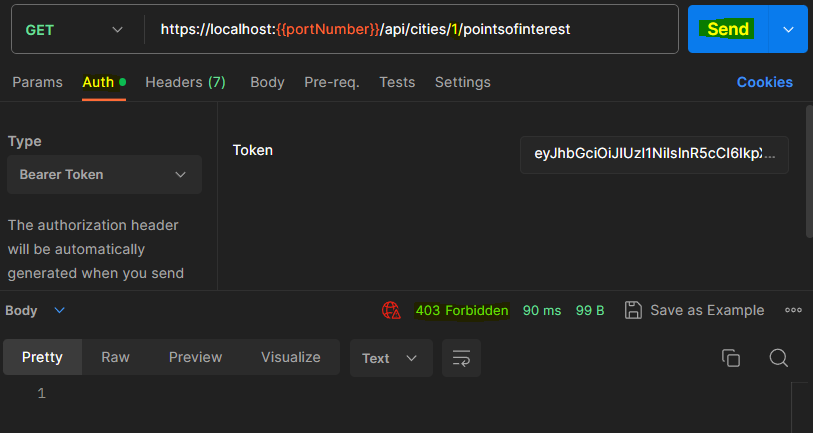 GET https://localhost:{{portNumber}}/api/cities/1/pointsofinterest Send
Params Auth Headers (7) Body Pre-req. Tests Settings Cookies
Type
Bearer Token
The authorization header
will be automatically
generated when you send
Token eyJhbGciOiJIUzI1NiIsInR5cCI6IkpX...
Body 403 Forbidden 90 ms 99 B Save as Example
Pretty Raw Preview Visualize Text
1